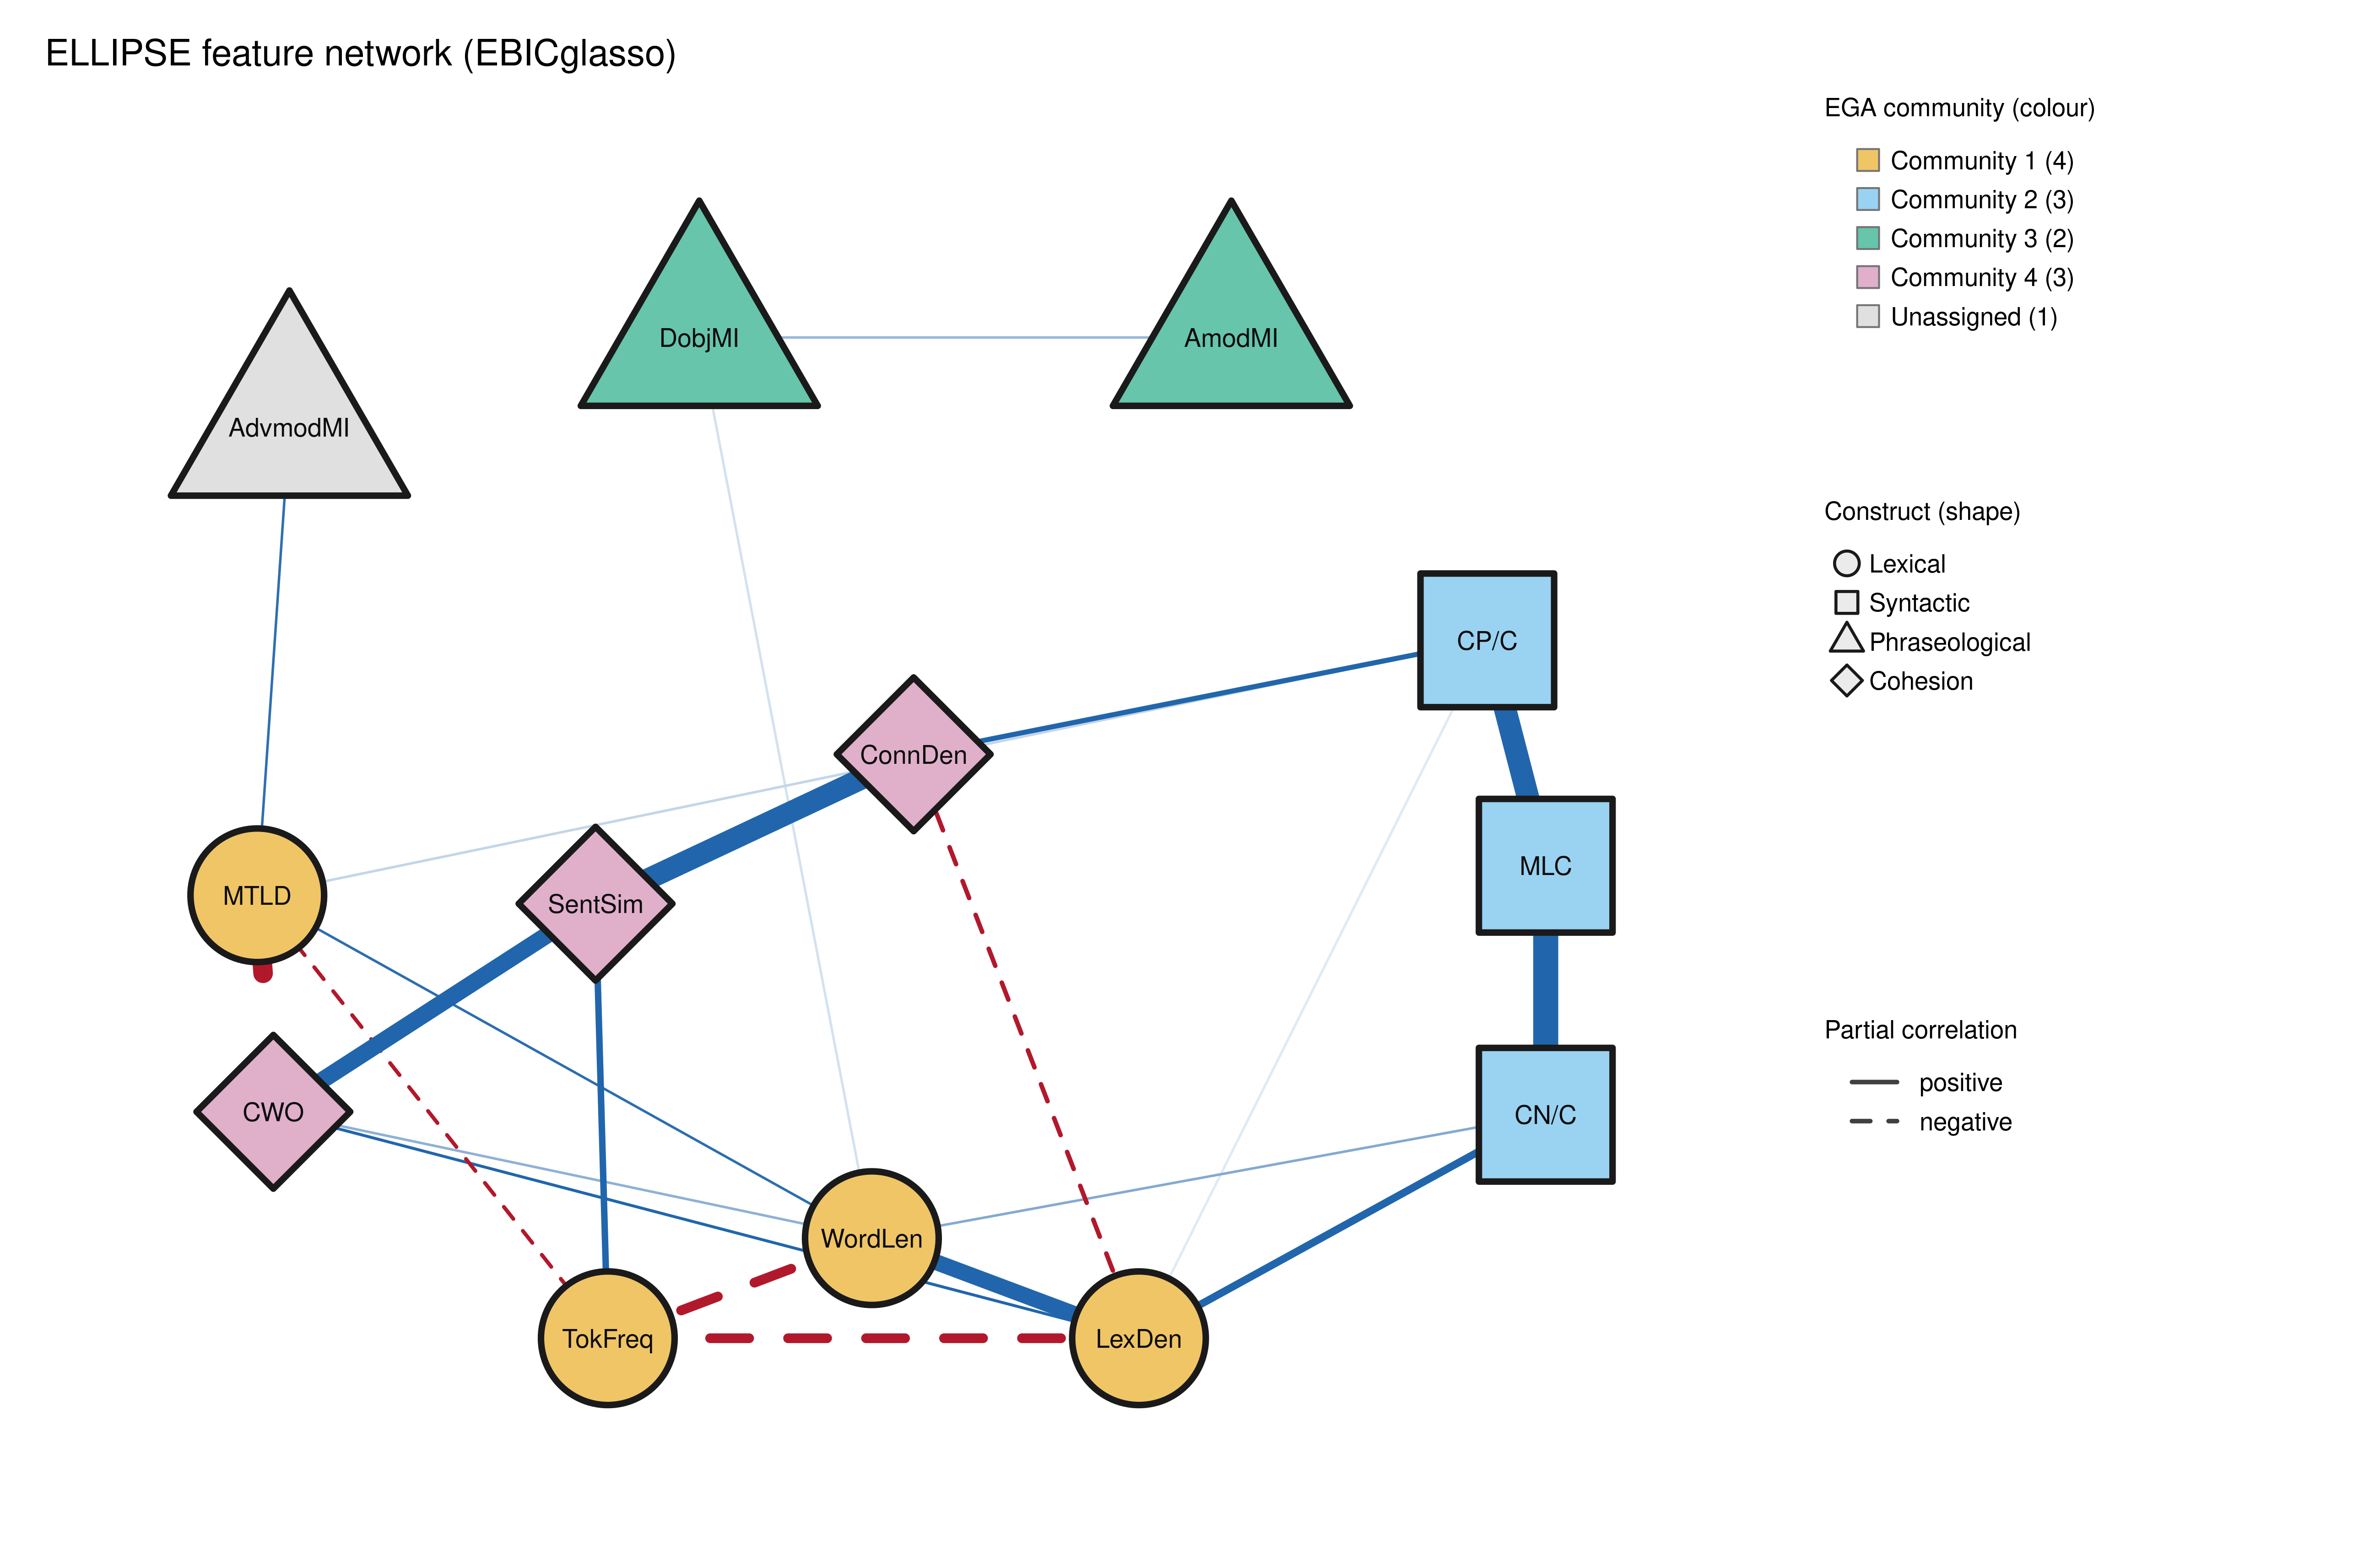 ELLIPSE feature network (EBICglasso)
EGA community (colour)
Community 1 (4)
Community 2 (3)
Community 3 (2)
Community 4 (3)
Unassigned (1)
DobjMI
AmodMI
AdvmodMI
Construct (shape)
Lexical
Syntactic
Phraseological
Cohesion
CP/C
ConnDen
MLC
MTLD
SentSim
CWO
CN/C
Partial correlation
positive
negative
WordLen
TokFreq
LexDen